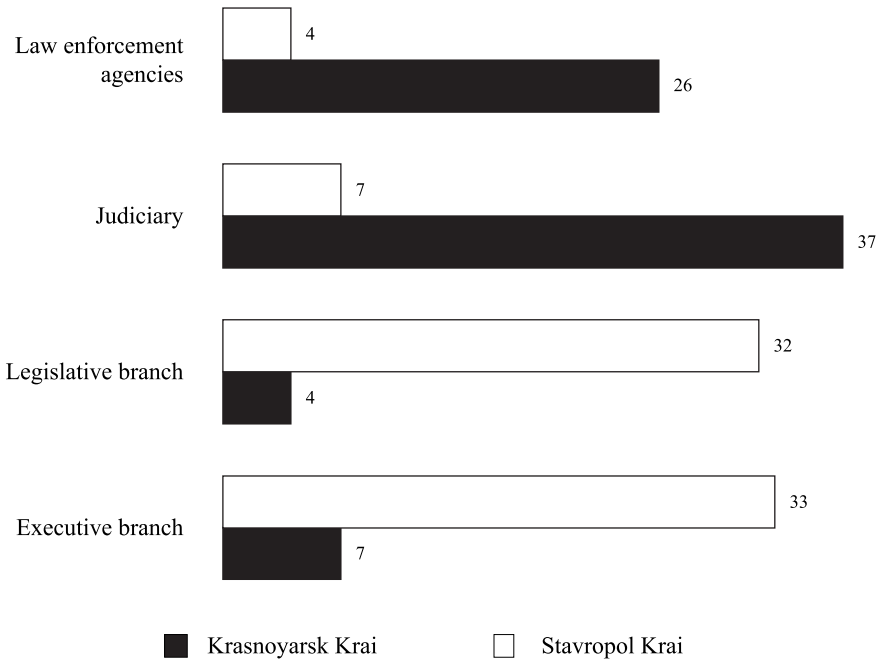 4
Law enforcement
agencies
26
7
Judiciary
37
32
Legislative branch
4
33
Executive branch
7
Krasnoyarsk Krai
Stavropol Krai